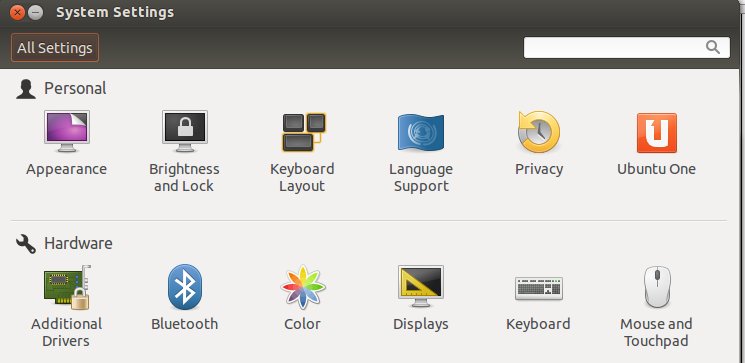 System Settings
All Settings
Personal
Appearance
Brightness
and Lock
Keyboard
Layout
Language
Support
Privacy
Ubuntu One
Hardware
Additional
Drivers
Bluetooth
Color
Displays
Keyboard
Mouse and
Touchpad